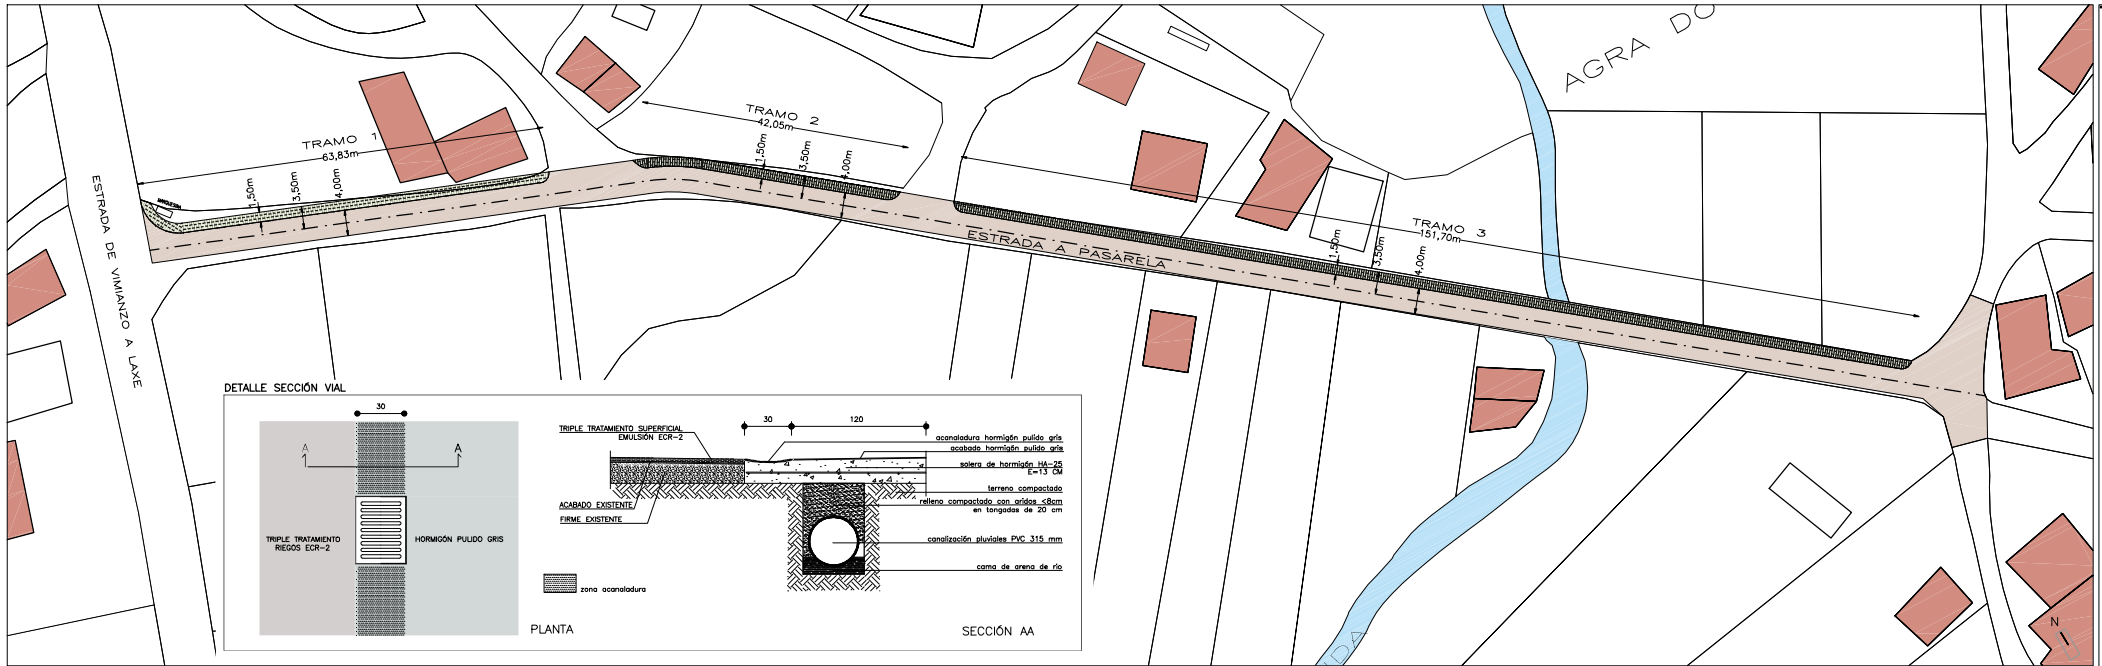 AGRA DO
TRAMO 1
63,83m
TRAMO 2
42,05m
TRAMO 3
151,70m
1,50m
3,50m
4,00m
1,50m
3,50m
4,00m
1,50m
3,50m
4,00m
MARQUESINA
ESTRADA DE VIMIANZO A LAXE
ESTRADA A PASARELA
DETALLE SECCIÓN VIAL
30
A
A
TRIPLE TRATAMIENTO
RIEGOS ECR-2
HORMIGÓN PULIDO GRIS
PLANTA
zona acanaladura
30
120
TRIPLE TRATAMIENTO SUPERFICIAL
EMULSIÓN ECR-2
ACABADO EXISTENTE
FIRME EXISTENTE
acanaladura hormigón pulido gris
acabado hormigón pulido gris
solera de hormigón HA-25
E=13 CM
terreno compactado
relleno compactado con aridos <8cm
en tongadas de 20 cm
canalización pluviales PVC 315 mm
cama de arena de río
SECCIÓN AA
N